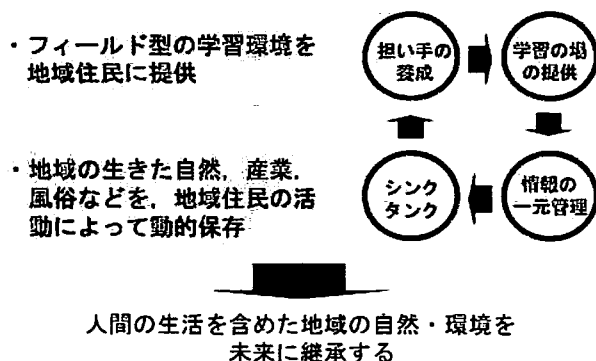 ・フィールド型の学習環境を
地域住民に提供
担い手の
養成
学習の場
の提供
・地域の生きた自然，産業，
風俗などを，地域住民の活
動によって動的保存
シンク
タンク
情報の
一元管理
人間の生活を含めた地域の自然・環境を
未来に継承する